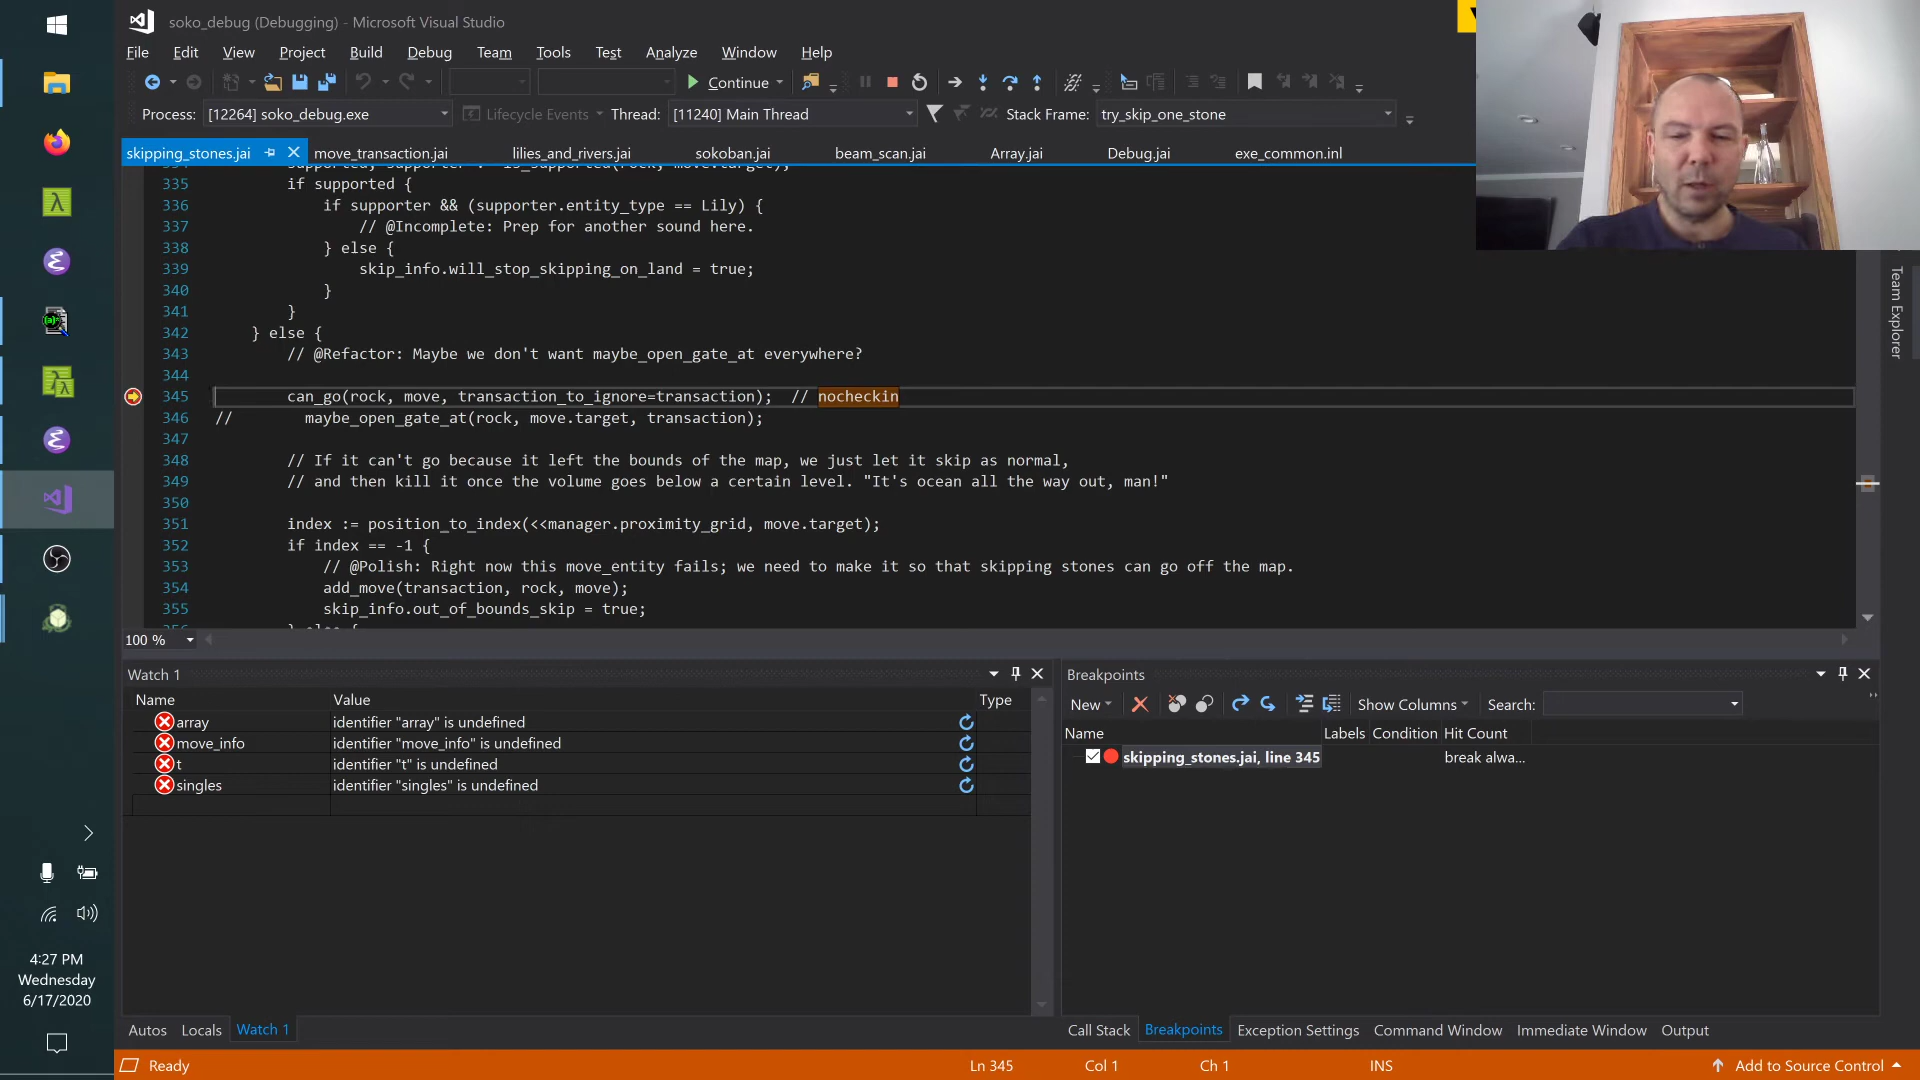 soko_debug (Debugging) - Microsoft Visual Studio
File Edit View Project Build Debug Team Tools Test Analyze Window Help
Continue
Process: [12264] soko_debug.exe Lifecycle Events Thread: [11240] Main Thread Stack Frame: try_skip_one_stone
skipping_stones.jai move_transaction.jai lilies_and_rivers.jai sokoban.jai beam_scan.jai Array.jai Debug.jai exe_common.inl
335 if supported {
336 if supporter && (supporter.entity_type == Lily) {
337 // @Incomplete: Prep for another sound here.
338 } else {
339 skip_info.will_stop_skipping_on_land = true;
340 }
341 }
342 } else {
343 // @Refactor: Maybe we don't want maybe_open_gate_at everywhere?
344
345 can_go(rock, move, transaction_to_ignore=transaction); // nocheckin
346 // maybe_open_gate_at(rock, move.target, transaction);
347
348 // If it can't go because it left the bounds of the map, we just let it skip as normal,
349 // and then kill it once the volume goes below a certain level. "It's ocean all the way out, man!"
350
351 index := position_to_index(<<manager.proximity_grid, move.target);
352 if index == -1 {
353 // @Polish: Right now this move_entity fails; we need to make it so that skipping stones can go off the map.
354 add_move(transaction, rock, move);
355 skip_info.out_of_bounds_skip = true;
100 %
Team Explorer
Watch 1
Name Value Type
array identifier "array" is undefined
move_info identifier "move_info" is undefined
t identifier "t" is undefined
singles identifier "singles" is undefined
Autos Locals Watch 1
Breakpoints
New Show Columns Search:
Name Labels Condition Hit Count
skipping_stones.jai, line 345 break alwa...
Call Stack Breakpoints Exception Settings Command Window Immediate Window Output
4:27 PM
Wednesday
6/17/2020
Ready Ln 345 Col 1 Ch 1 INS Add to Source Control